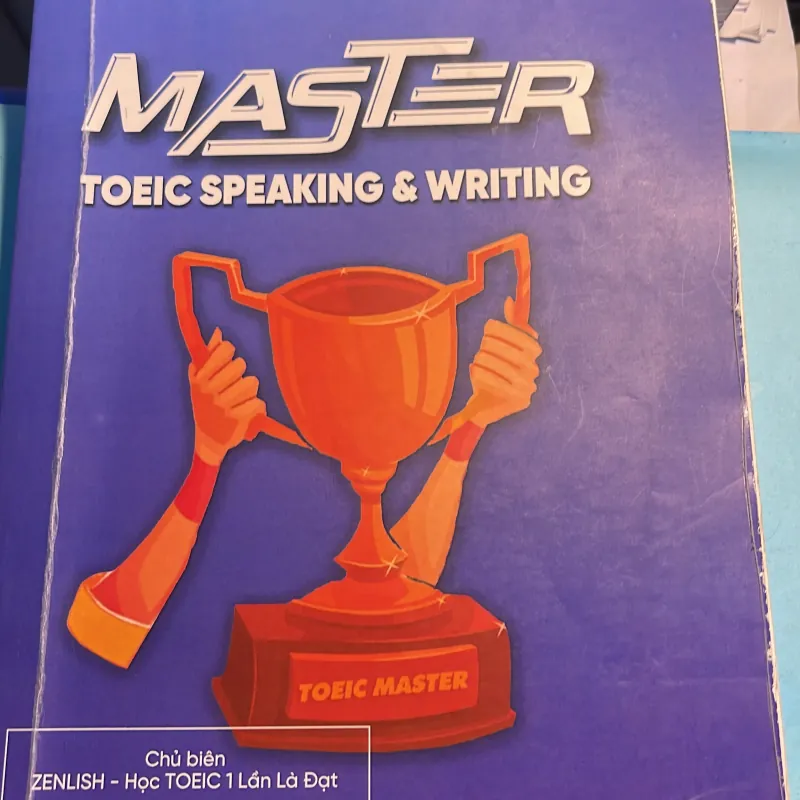 MASTER
TOEIC SPEAKING & WRITING
TOEIC MASTER
Chủ biên
ZENLISH - Học TOEIC 1 Lần Là Đạt